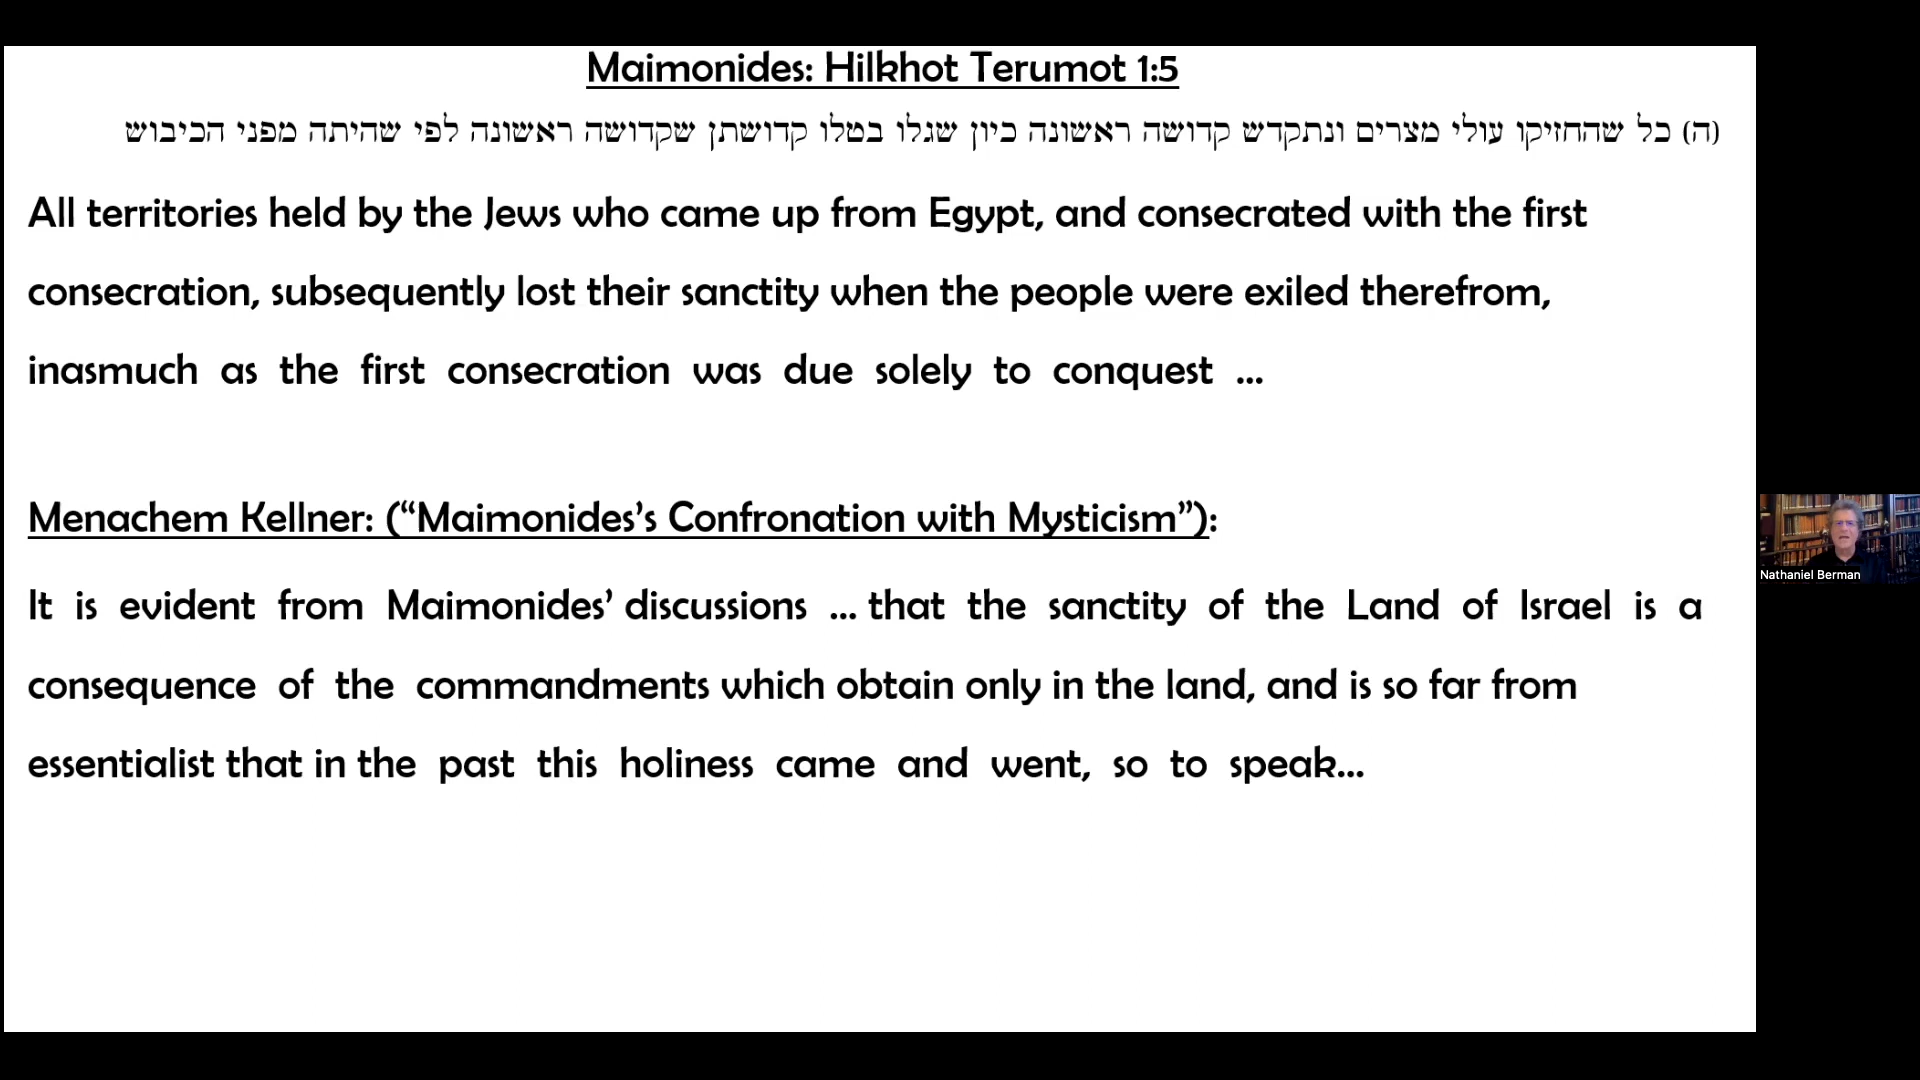 Maimonides: Hilkhot Terumot 1:5
(ה) כל שהחזיקו עולי מצרים ונתקדש קדושה ראשונה כיון שגלו בטלו קדושתן שקדושה ראשונה לפי שהיתה מפני הכיבוש
All territories held by the Jews who came up from Egypt, and consecrated with the first
consecration, subsequently lost their sanctity when the people were exiled therefrom,
inasmuch as the first consecration was due solely to conquest ...
Menachem Kellner: (“Maimonides’s Confronation with Mysticism”):
It is evident from Maimonides’ discussions ... that the sanctity of the Land of Israel is a
consequence of the commandments which obtain only in the land, and is so far from
essentialist that in the past this holiness came and went, so to speak...
Nathaniel Berman